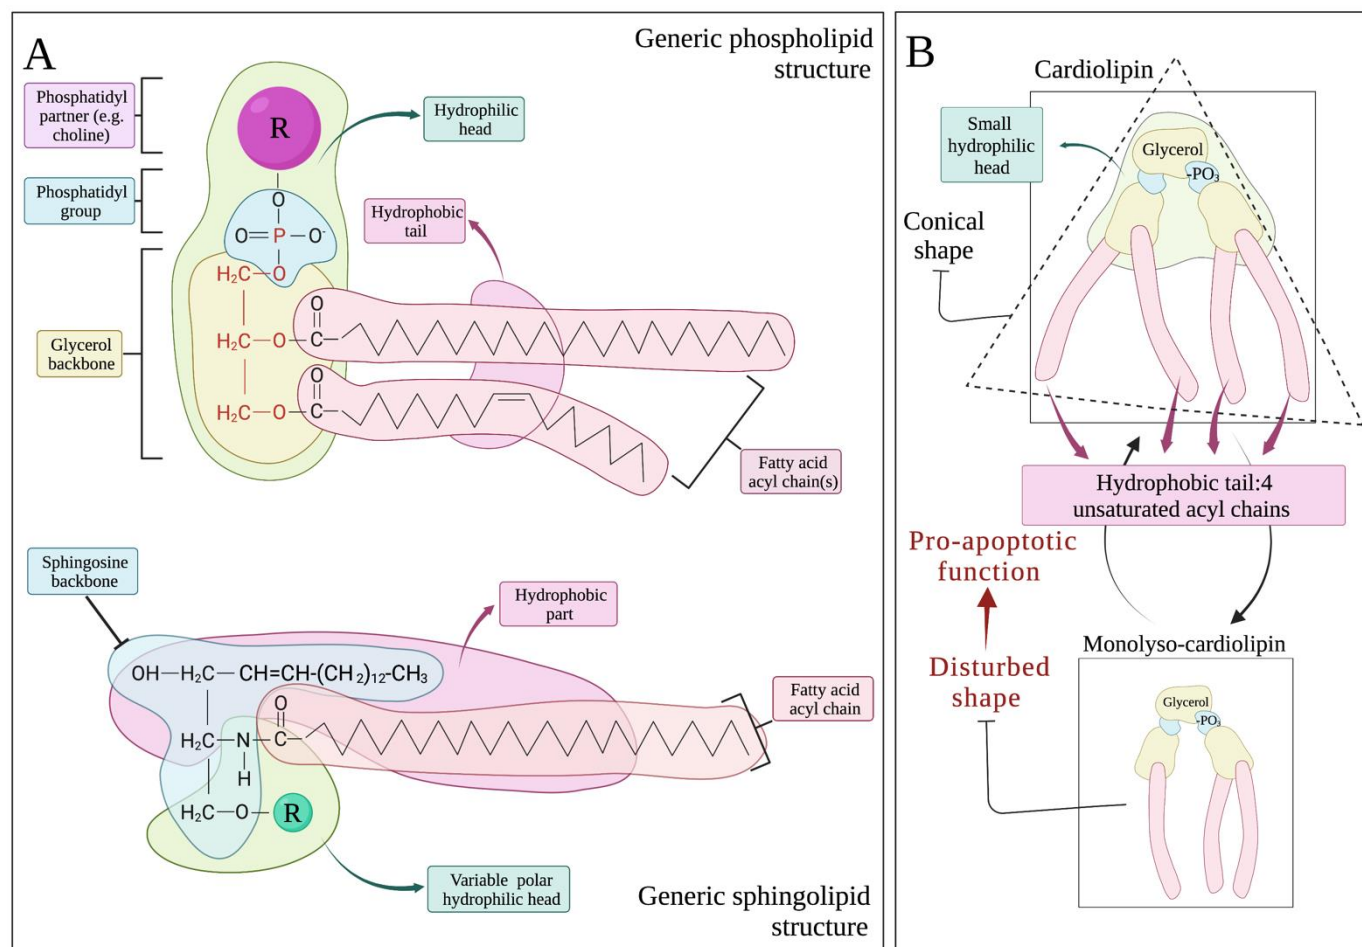 A
Generic phospholipid
structure
Phosphatidyl
partner (e.g.
choline)
R
Hydrophilic
head
Phosphatidyl
group
O
O=P–O-
Hydrophobic
tail
H₂C–O
Glycerol
backbone
O
H₂C–O–C
O
H₂C–O–C
Fatty acid
acyl chain(s)
Sphingosine
backbone
Hydrophobic
part
OH–H₂C–CH=CH-(CH₂)₁₂-CH₃
Fatty acid
acyl chain
O
H₂C–N–C
H
H₂C–O–R
Variable polar
hydrophilic head
Generic sphingolipid
structure
B
Cardiolipin
Small
hydrophilic
head
Glycerol
-PO₃
Conical
shape
Hydrophobic tail:4
unsaturated acyl chains
Pro-apoptotic
function
Monolyso-cardiolipin
Disturbed
shape
Glycerol
-PO₃